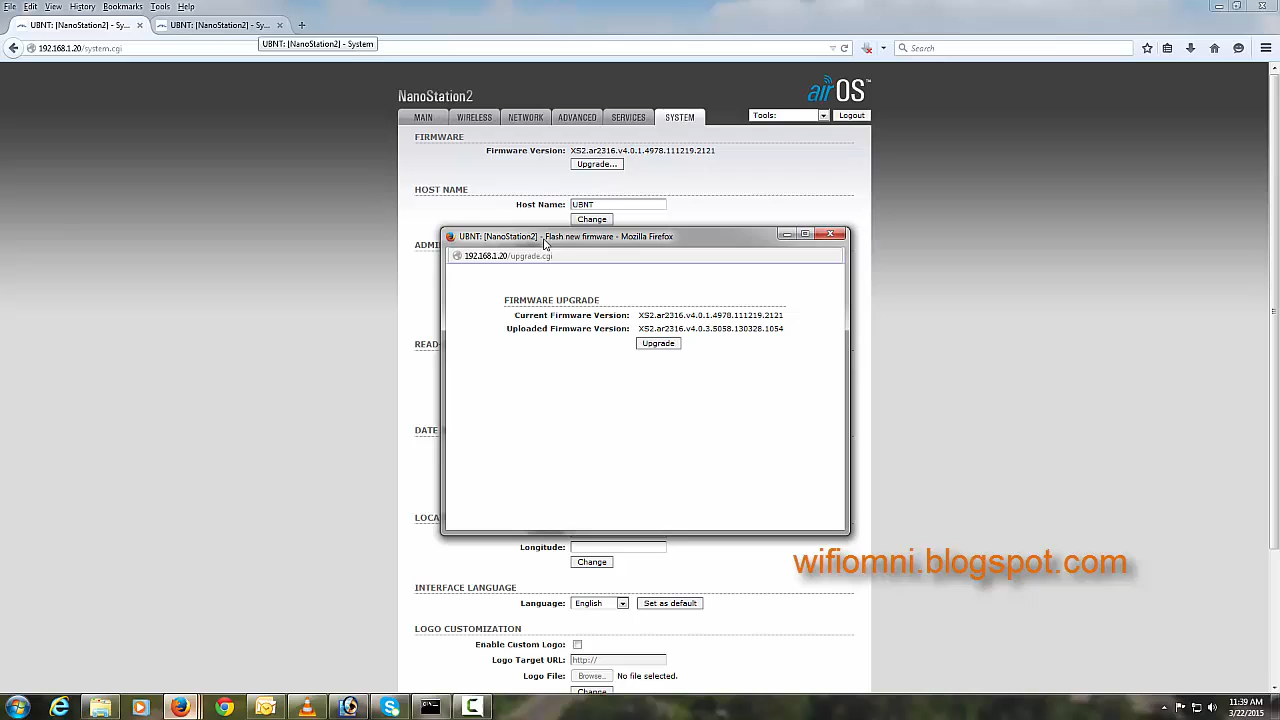 File Edit View History Bookmarks Tools Help
UBNT: [NanoStation2] - Sy...
UBNT: [NanoStation2] - Sy...
192.168.1.20/system.cgi
UBNT: [NanoStation2] - System
Search
NanoStation2
airOS™
MAIN WIRELESS NETWORK ADVANCED SERVICES SYSTEM
Tools: Logout
FIRMWARE
Firmware Version: XS2.ar2316.v4.0.1.4978.111219.2121
Upgrade...
HOST NAME
Host Name: UBNT
Change
ADMI
UBNT: [NanoStation2] - Flash new firmware - Mozilla Firefox
192.168.1.20/upgrade.cgi
FIRMWARE UPGRADE
Current Firmware Version: XS2.ar2316.v4.0.1.4978.111219.2121
Uploaded Firmware Version: XS2.ar2316.v4.0.3.5058.130328.1054
Upgrade
READ-
DATE
LOCA
Longitude:
Change
wifiomni.blogspot.com
INTERFACE LANGUAGE
Language: English Set as default
LOGO CUSTOMIZATION
Enable Custom Logo:
Logo Target URL: http://
Logo File: Browse... No file selected.
Change
11:39 AM
3/22/2015